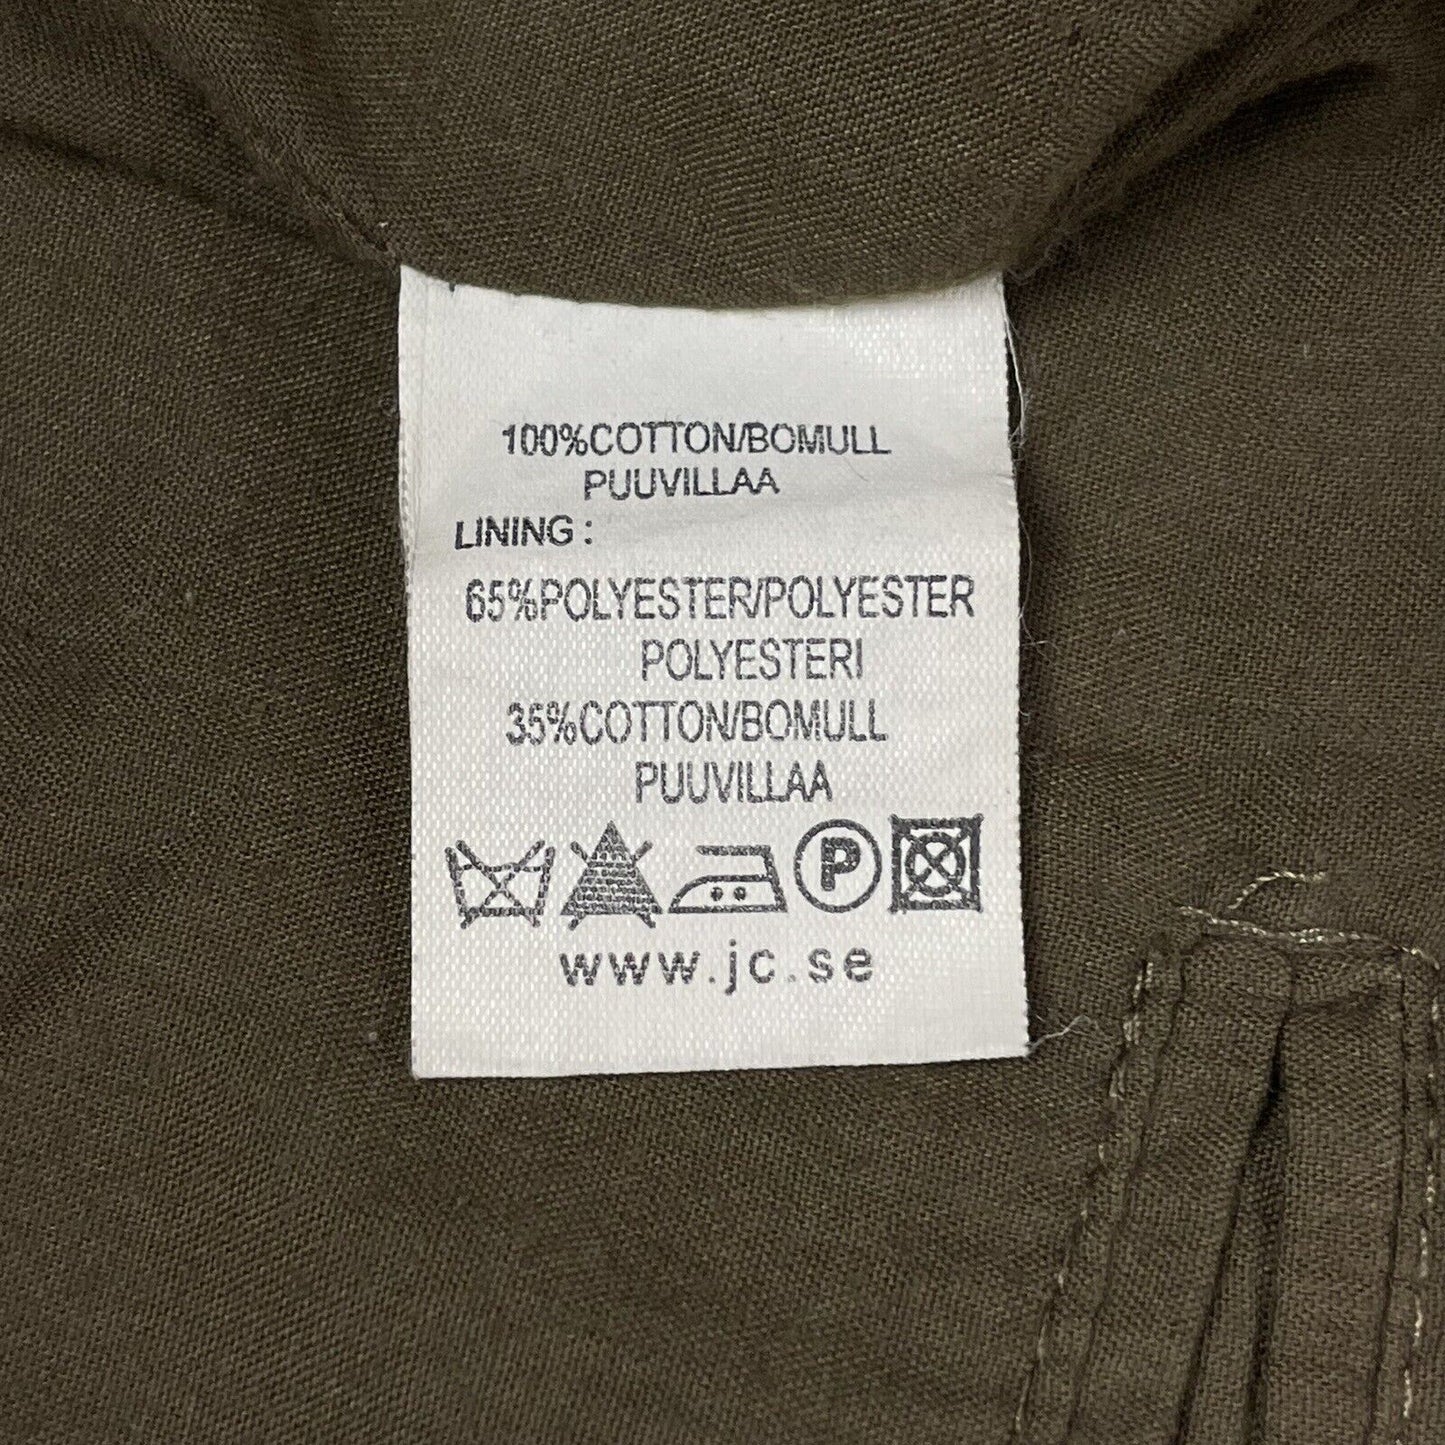 100%COTTON/BOMULL
PUUVILLAA
LINING :
65%POLYESTER/POLYESTER
POLYESTERI
35%COTTON/BOMULL
PUUVILLAA
P
www.jc.se